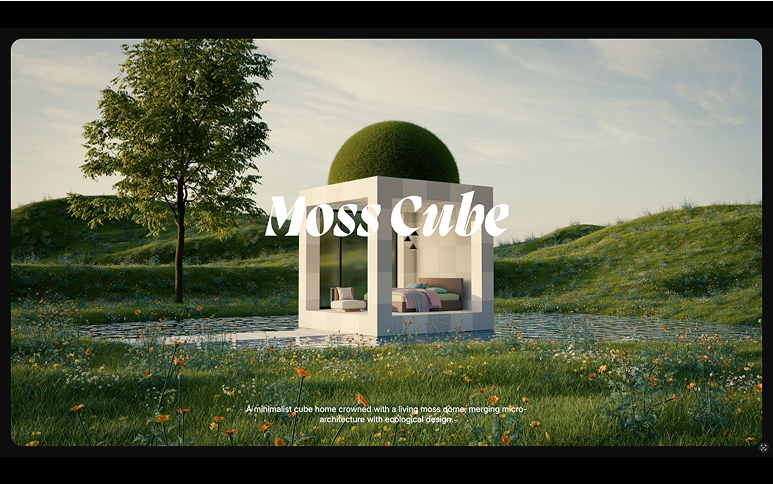 Moss Cube
A minimalist cube home crowned with a living moss dome, merging micro-
architecture with ecological design.